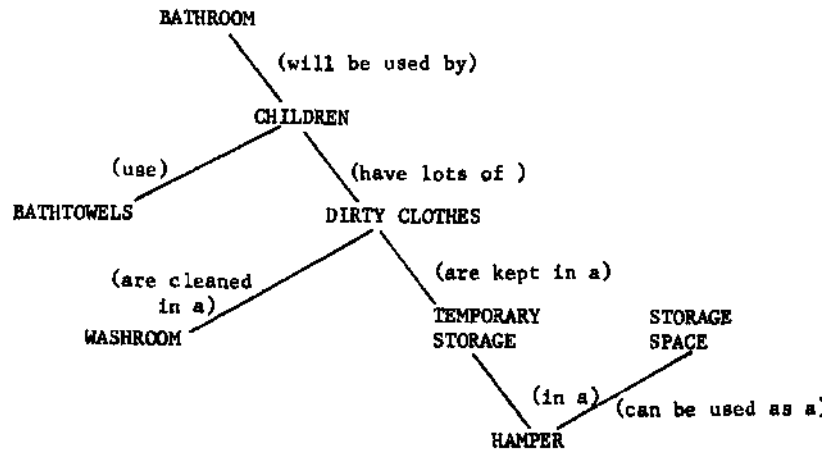 BATHROOM
(will be used by)
CHILDREN
(use)
(have lots of )
BATHTOWELS
DIRTY CLOTHES
(are cleaned
in a)
(are kept in a)
WASHROOM
TEMPORARY
STORAGE
STORAGE
SPACE
(in a)
(can be used as a)
HAMPER